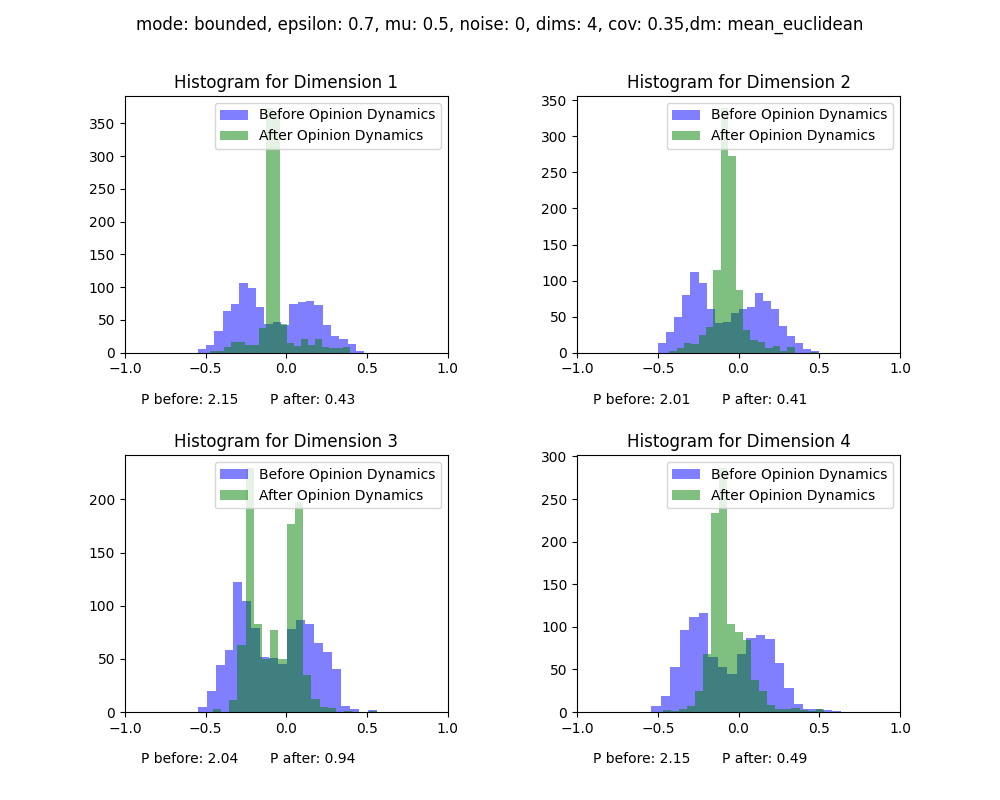 mode: bounded, epsilon: 0.7, mu: 0.5, noise: 0, dims: 4, cov: 0.35,dm: mean_euclidean
Histogram for Dimension 1
Before Opinion Dynamics
After Opinion Dynamics
350
300
250
200
150
100
50
0
−1.0 −0.5 0.0 0.5 1.0
P before: 2.15 P after: 0.43
Histogram for Dimension 2
Before Opinion Dynamics
After Opinion Dynamics
350
300
250
200
150
100
50
0
−1.0 −0.5 0.0 0.5 1.0
P before: 2.01 P after: 0.41
Histogram for Dimension 3
Before Opinion Dynamics
After Opinion Dynamics
200
150
100
50
0
−1.0 −0.5 0.0 0.5 1.0
P before: 2.04 P after: 0.94
Histogram for Dimension 4
Before Opinion Dynamics
After Opinion Dynamics
300
250
200
150
100
50
0
−1.0 −0.5 0.0 0.5 1.0
P before: 2.15 P after: 0.49